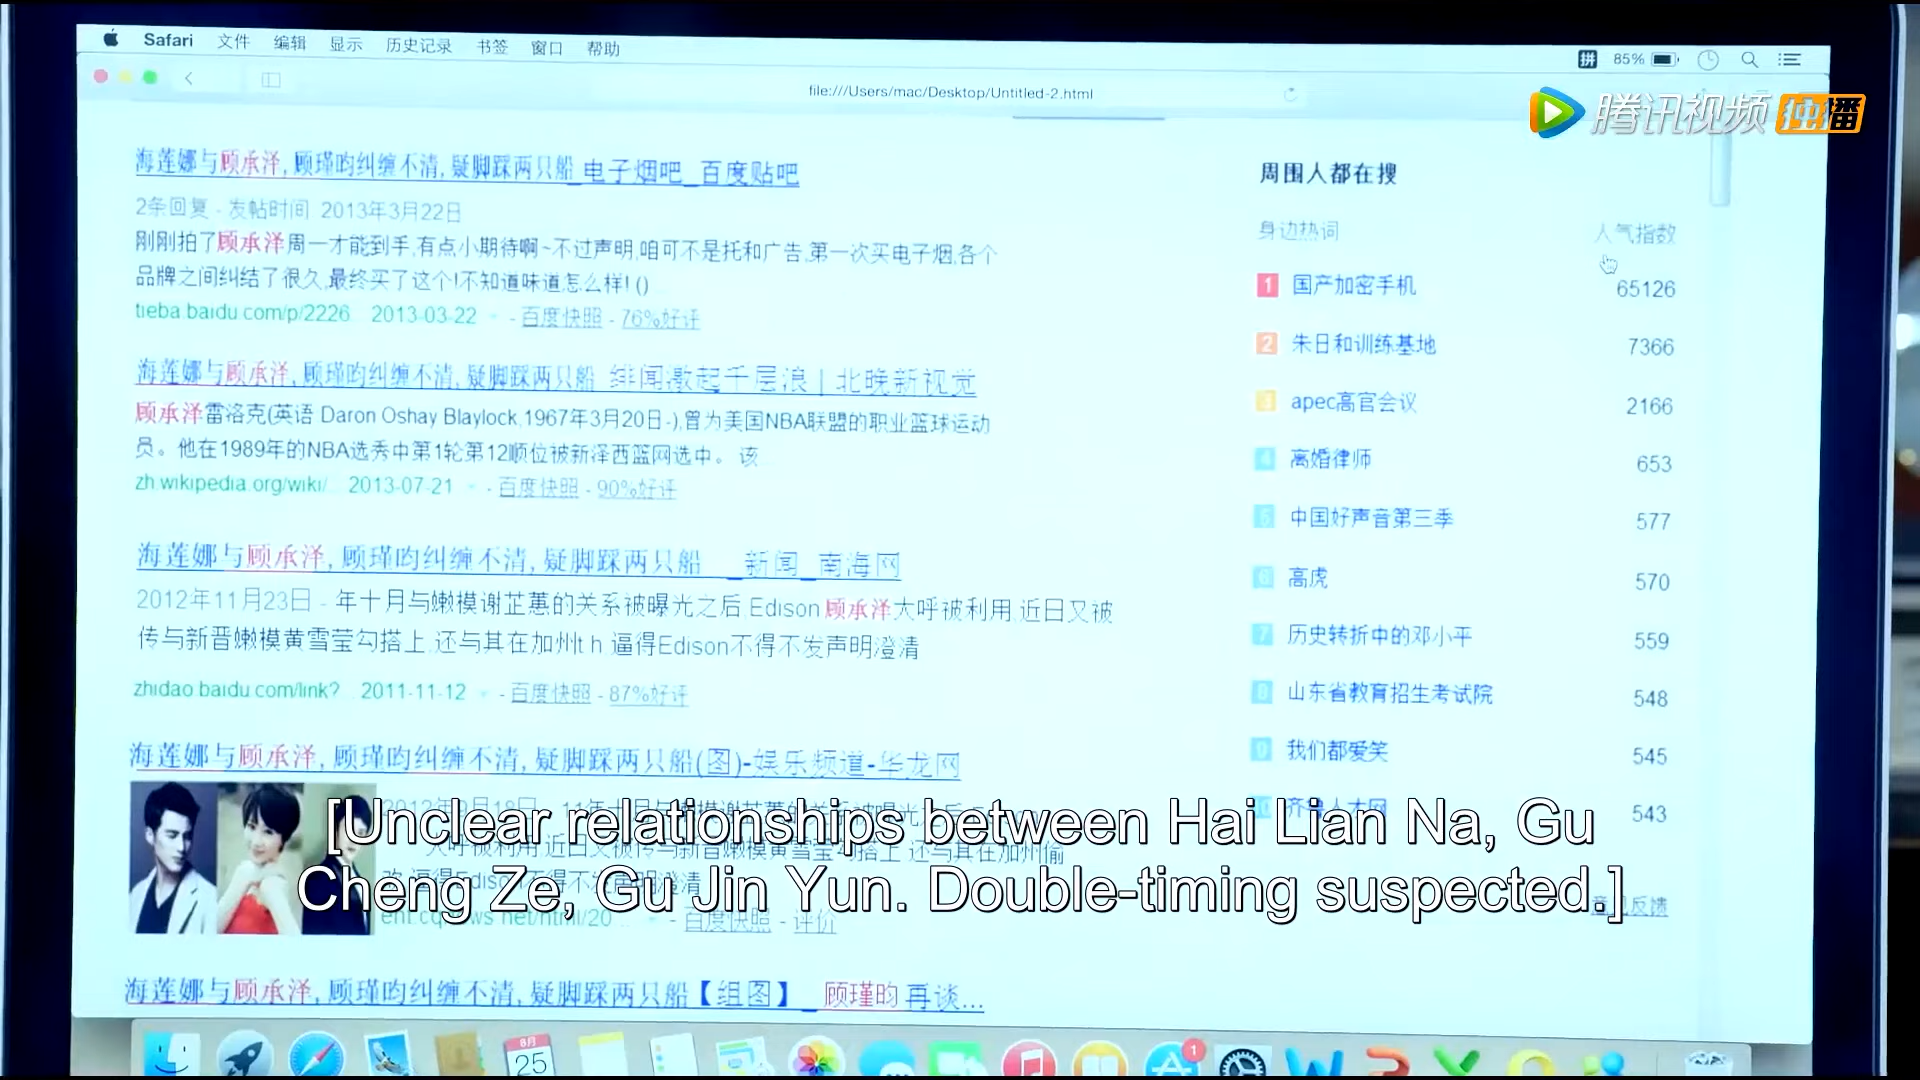 Safari 文件 编辑 显示 历史记录 书签 窗口 帮助
拼 85%
file:///Users/mac/Desktop/Untitled-2.html
腾讯视频 独播
海莲娜与顾承泽,顾瑾昀纠缠不清,疑脚踩两只船_电子烟吧_百度贴吧
2条回复 - 发帖时间 2013年3月22日
刚刚拍了顾承泽周一才能到手,有点小期待啊~不过声明,咱可不是托和广告,第一次买电子烟,各个
品牌之间纠结了很久,最终买了这个!不知道味道怎么样! ()
tieba.baidu.com/p/2226... 2013-03-22 - 百度快照 - 76%好评
海莲娜与顾承泽,顾瑾昀纠缠不清,疑脚踩两只船 绯闻激起千层浪 | 北晚新视觉
顾承泽雷洛克(英语 Daron Oshay Blaylock,1967年3月20日-),曾为美国NBA联盟的职业篮球运动
员。他在1989年的NBA选秀中第1轮第12顺位被新泽西篮网选中。 该
zh.wikipedia.org/wiki/... 2013-07-21 - 百度快照 - 90%好评
海莲娜与顾承泽,顾瑾昀纠缠不清,疑脚踩两只船 _新闻_南海网
2012年11月23日 - 年十月与嫩模谢芷蕙的关系被曝光之后,Edison顾承泽大呼被利用,近日又被
传与新晋嫩模黄雪莹勾搭上,还与其在加州t h,逼得Edison不得不发声明澄清
zhidao.baidu.com/link?... 2011-11-12 - 百度快照 - 87%好评
海莲娜与顾承泽,顾瑾昀纠缠不清,疑脚踩两只船(图)-娱乐频道-华龙网
- 百度快照 - 评价
海莲娜与顾承泽,顾瑾昀纠缠不清,疑脚踩两只船【组图】_顾瑾昀再谈...
周围人都在搜
身边热词 人气指数
1 国产加密手机 65126
2 朱日和训练基地 7366
3 apec高官会议 2166
4 离婚律师 653
5 中国好声音第三季 577
6 高虎 570
7 历史转折中的邓小平 559
8 山东省教育招生考试院 548
9 我们都爱笑 545
10 齐鲁人才网 543
[Unclear relationships between Hai Lian Na, Gu
Cheng Ze, Gu Jin Yun. Double-timing suspected.]
8月
25
1